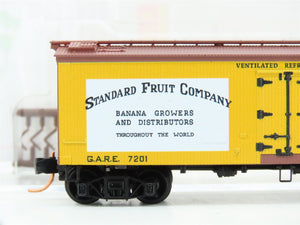 VENTILATED REFR
STANDARD FRUIT COMPANY
BANANA GROWERS
AND DISTRIBUTORS
THROUGHOUT THE WORLD
G.A.R.E. 7201